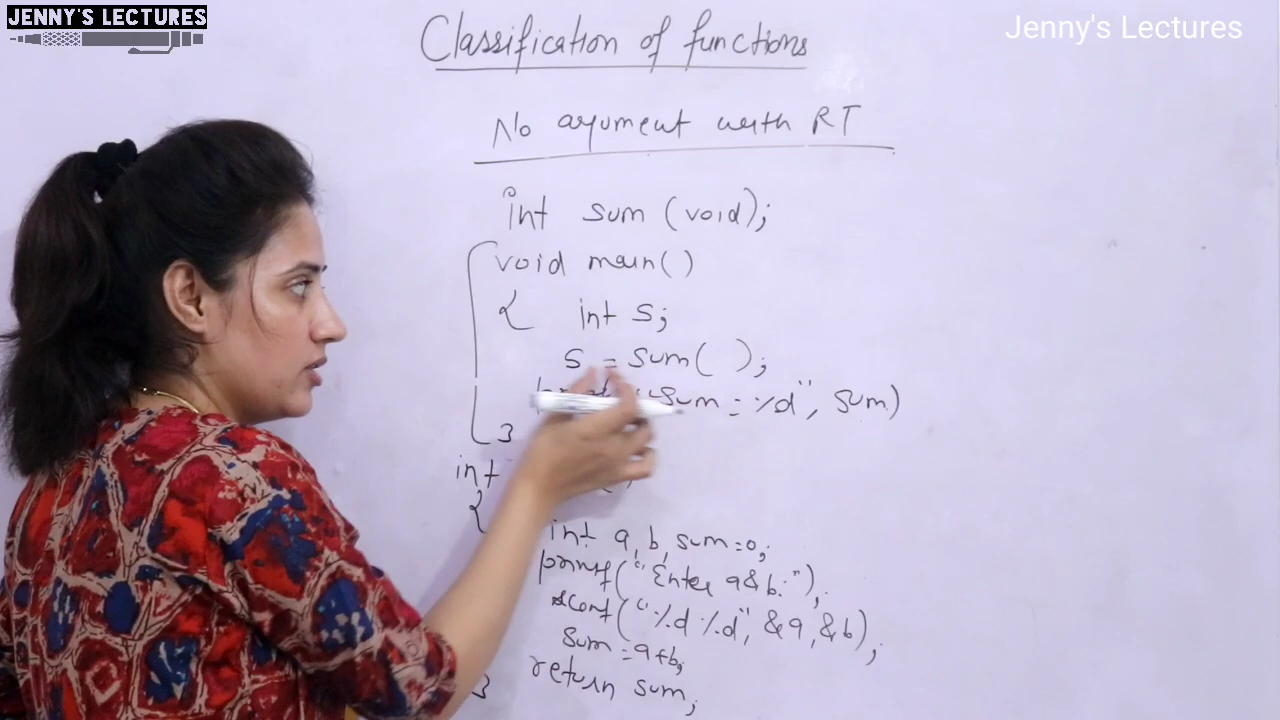 JENNY'S LECTURES
Jenny's Lectures
Classification of functions
No argument with RT
int sum (void);
void main()
{ int s;
s = sum( );
sum = %d", sum)
}
int
{
int a, b, sum=0;
printf("Enter a & b:");
scanf("%d %d", &a, &b);
sum = a+b;
return sum;
}